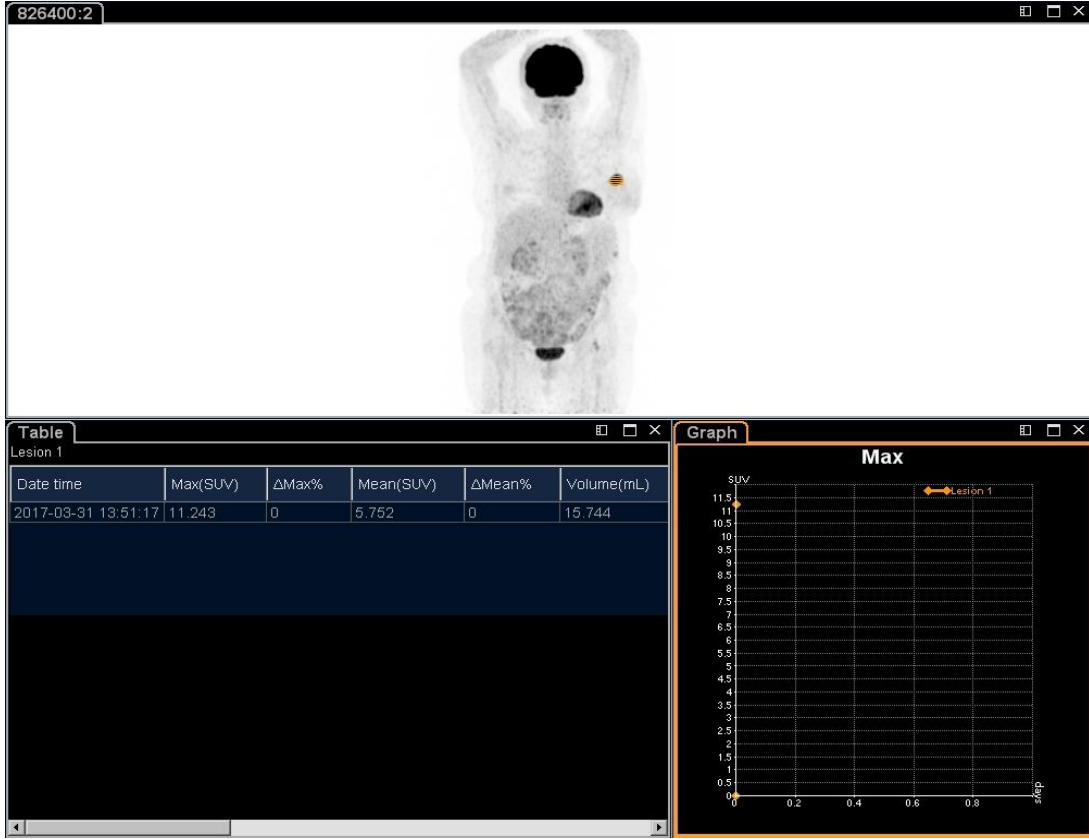 826400:2
Table
Lesion 1
Date time Max(SUV) ΔMax% Mean(SUV) ΔMean% Volume(mL)
2017-03-31 13:51:17 11.243 0 5.752 0 15.744
Graph
Max
SUV
Lesion 1
11.5
11
10.5
10
9.5
9
8.5
8
7.5
7
6.5
6
5.5
5
4.5
4
3.5
3
2.5
2
1.5
1
0.5
0
0 0.2 0.4 0.6 0.8
days